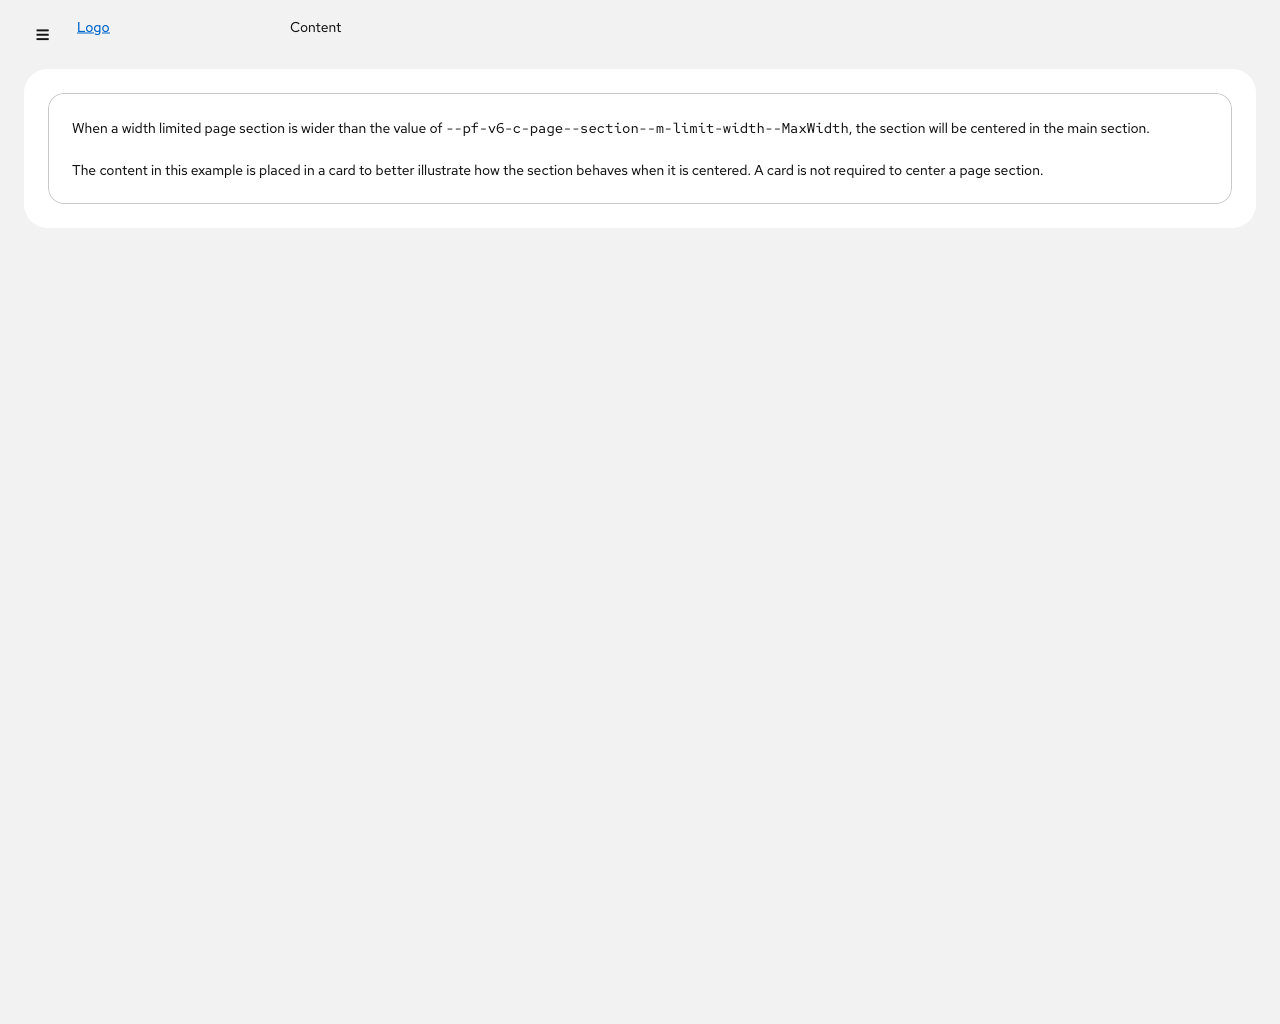 Logo
Content
When a width limited page section is wider than the value of --pf-v6-c-page--section--m-limit-width--MaxWidth, the section will be centered in the main section.
The content in this example is placed in a card to better illustrate how the section behaves when it is centered. A card is not required to center a page section.